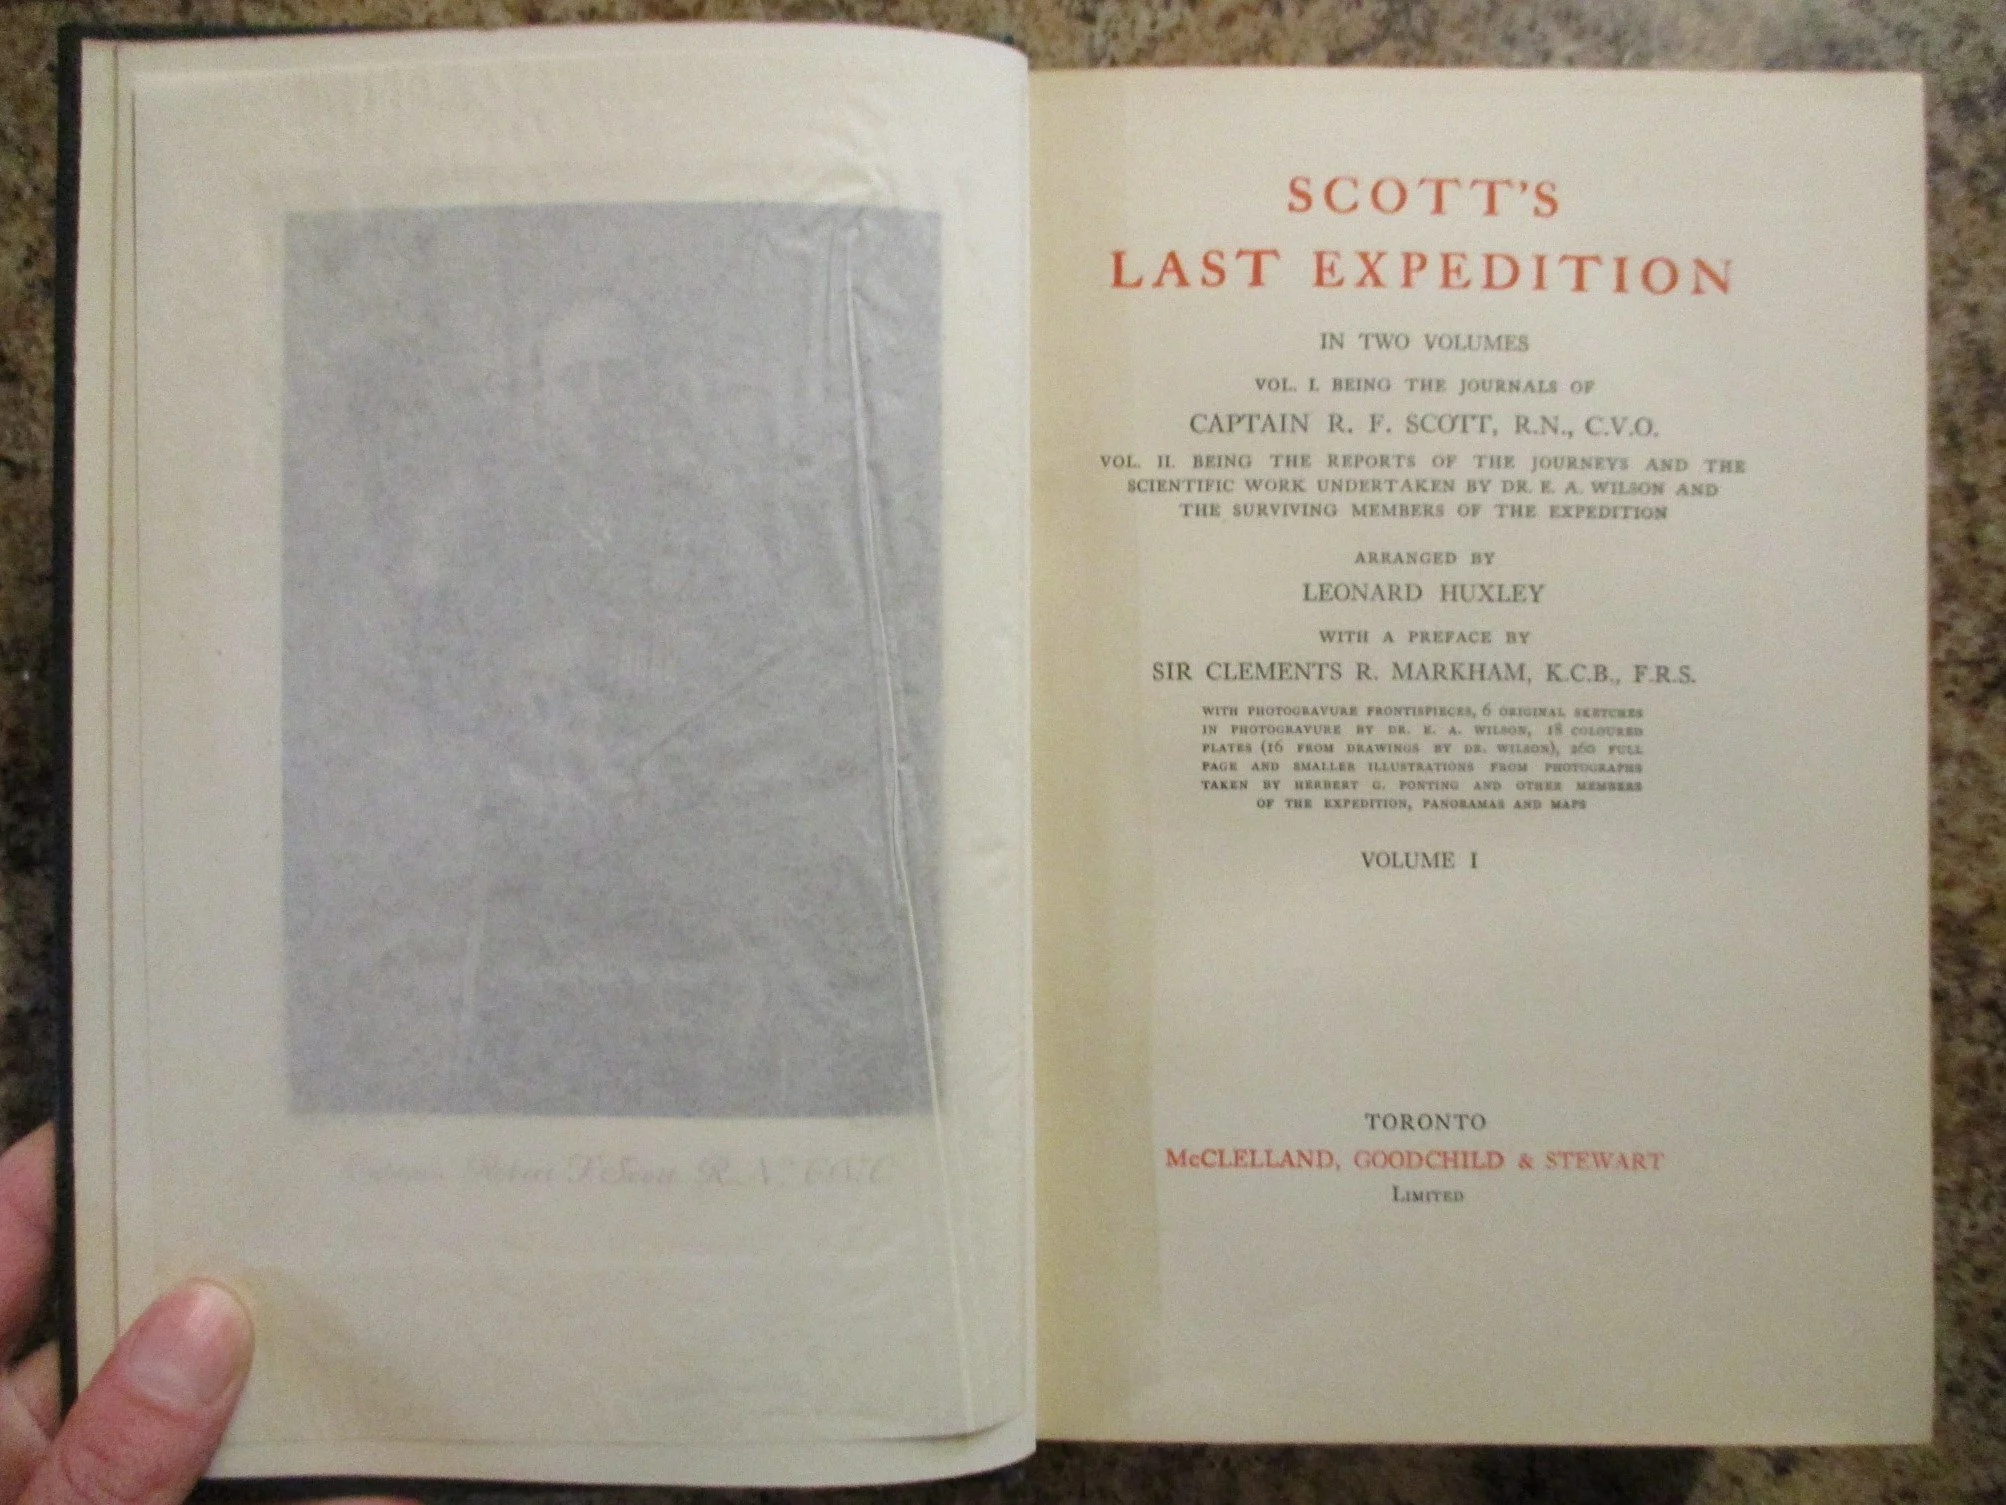 SCOTT'S
LAST EXPEDITION
IN TWO VOLUMES
VOL. I. BEING THE JOURNALS OF
CAPTAIN R. F. SCOTT, R.N., C.V.O.
VOL. II. BEING THE REPORTS OF THE JOURNEYS AND THE
SCIENTIFIC WORK UNDERTAKEN BY DR. E. A. WILSON AND
THE SURVIVING MEMBERS OF THE EXPEDITION
ARRANGED BY
LEONARD HUXLEY
WITH A PREFACE BY
SIR CLEMENTS R. MARKHAM, K.C.B., F.R.S.
WITH PHOTOGRAVURE FRONTISPIECES, 6 ORIGINAL SKETCHES
IN PHOTOGRAVURE BY DR. E. A. WILSON, 18 COLOURED
PLATES (16 FROM DRAWINGS BY DR. WILSON), 260 FULL
PAGE AND SMALLER ILLUSTRATIONS FROM PHOTOGRAPHS
TAKEN BY HERBERT G. PONTING AND OTHER MEMBERS
OF THE EXPEDITION, PANORAMAS AND MAPS
VOLUME I
TORONTO
McCLELLAND, GOODCHILD & STEWART
LIMITED